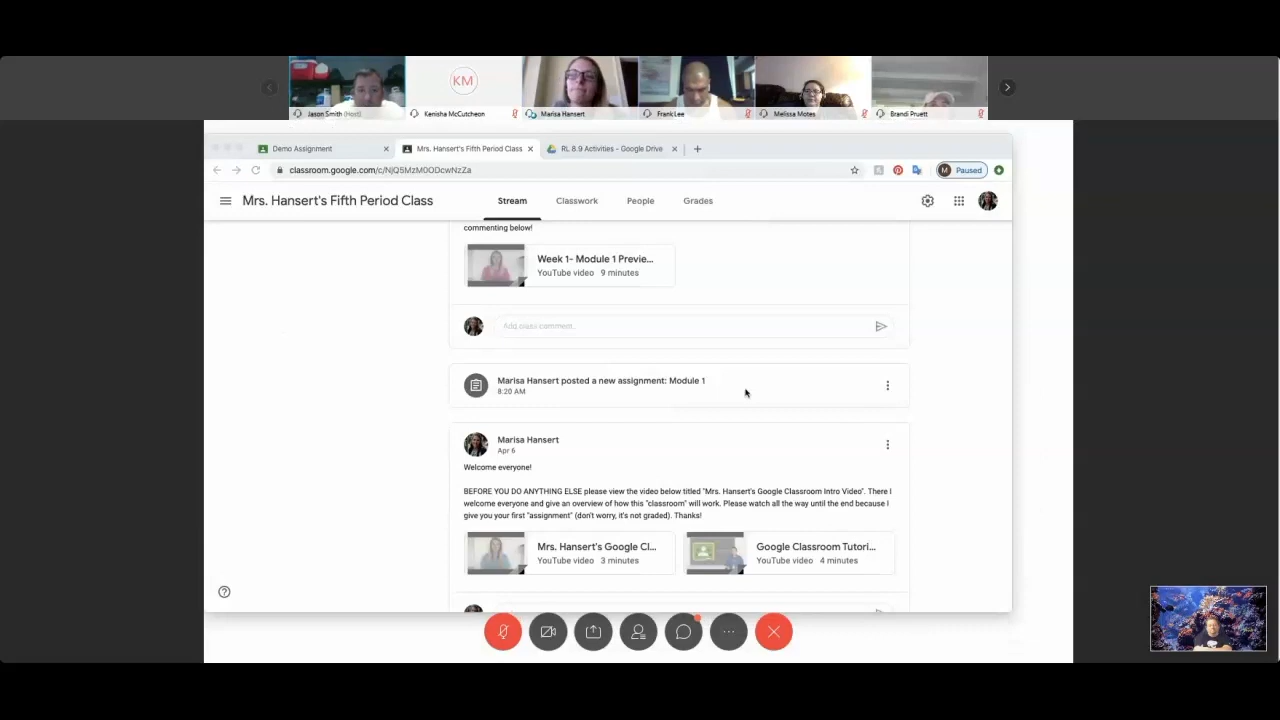 KM
Jason Smith (Host)
Kenisha McCutcheon
Marisa Hansert
Frank Lee
Melissa Motes
Brandi Pruett
Demo Assignment
Mrs. Hansert's Fifth Period Class
RL 8.9 Activities - Google Drive
classroom.google.com/c/NjQ5MzM0ODcwNzZa
M Paused
Mrs. Hansert's Fifth Period Class
Stream
Classwork
People
Grades
commenting below!
Week 1- Module 1 Previe...
YouTube video 9 minutes
Add class comment...
Marisa Hansert posted a new assignment: Module 1
8:20 AM
Marisa Hansert
Apr 6
Welcome everyone!
BEFORE YOU DO ANYTHING ELSE please view the video below titled "Mrs. Hansert's Google Classroom Intro Video". There I
welcome everyone and give an overview of how this "classroom" will work. Please watch all the way until the end because I
give you your first "assignment" (don't worry, it's not graded). Thanks!
Mrs. Hansert's Google Cl...
YouTube video 3 minutes
Google Classroom Tutori...
YouTube video 4 minutes